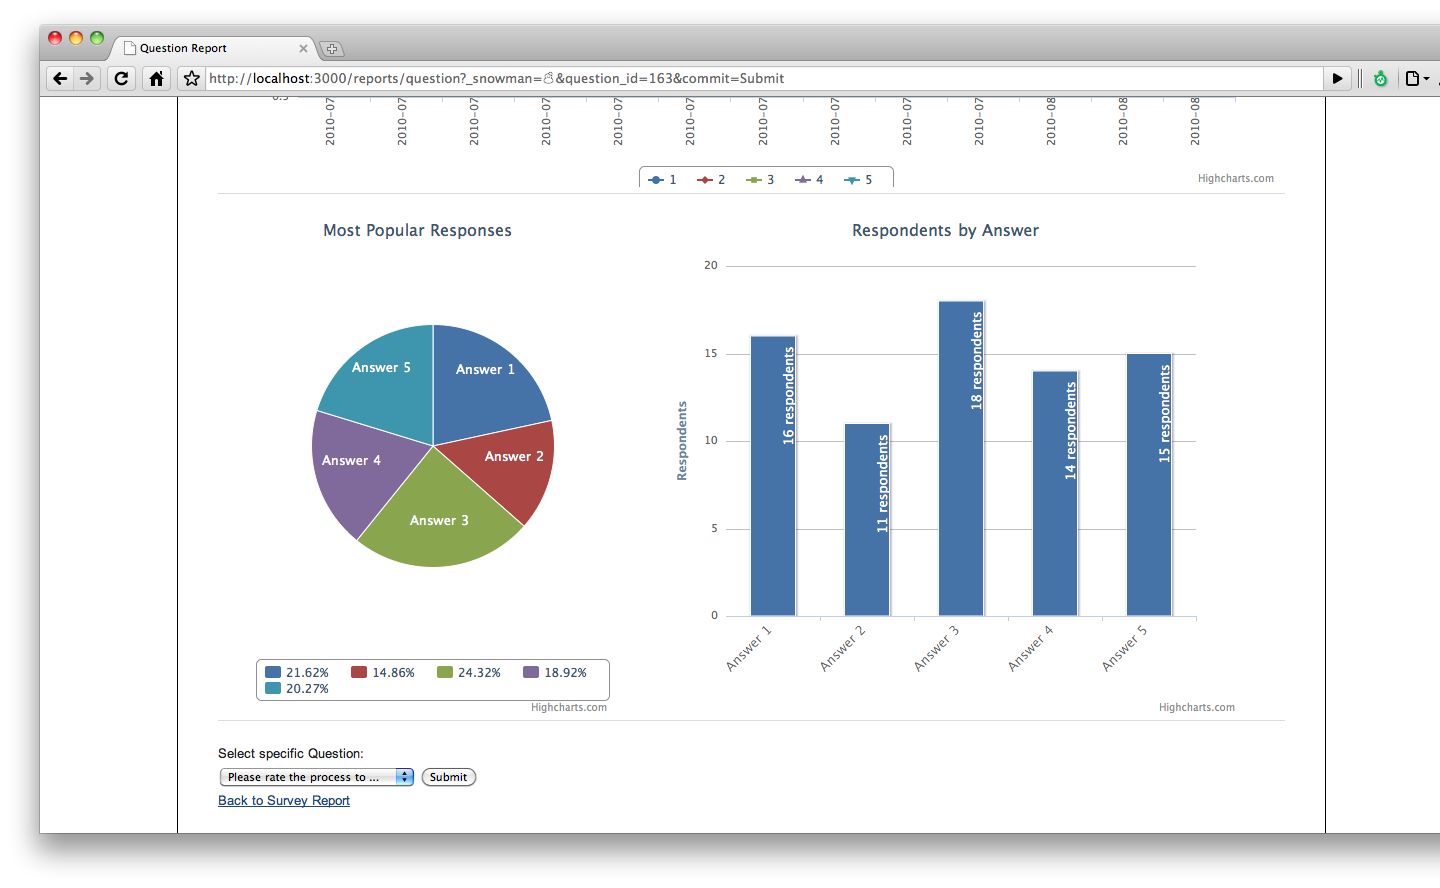 Question Report
http://localhost:3000/reports/question?_snowman=☃&question_id=163&commit=Submit
2010-07 2010-07 2010-07 2010-07 2010-07 2010-07 2010-07 2010-07 2010-07 2010-07 2010-08 2010-08 2010-08
1 2 3 4 5
Highcharts.com
Most Popular Responses
Answer 1
Answer 2
Answer 3
Answer 4
Answer 5
21.62% 14.86% 24.32% 18.92%
20.27%
Highcharts.com
Respondents by Answer
Respondents
20
15
10
5
0
16 respondents
11 respondents
18 respondents
14 respondents
15 respondents
Answer 1
Answer 2
Answer 3
Answer 4
Answer 5
Highcharts.com
Select specific Question:
Please rate the process to ... Submit
Back to Survey Report